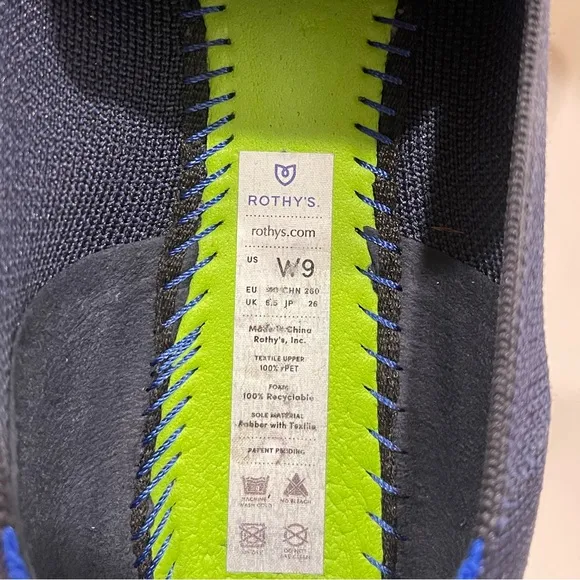 ROTHY'S.
rothys.com
US W9
EU CHN 260
UK 6.5 JP 26
Made in China
Rothy's, Inc.
TEXTILE UPPER
100% rPET
FOAM
100% Recyclable
SOLE MATERIAL
Rubber with Textile
PATENT PENDING
MACHINE NO BLEACH
WASH COLD